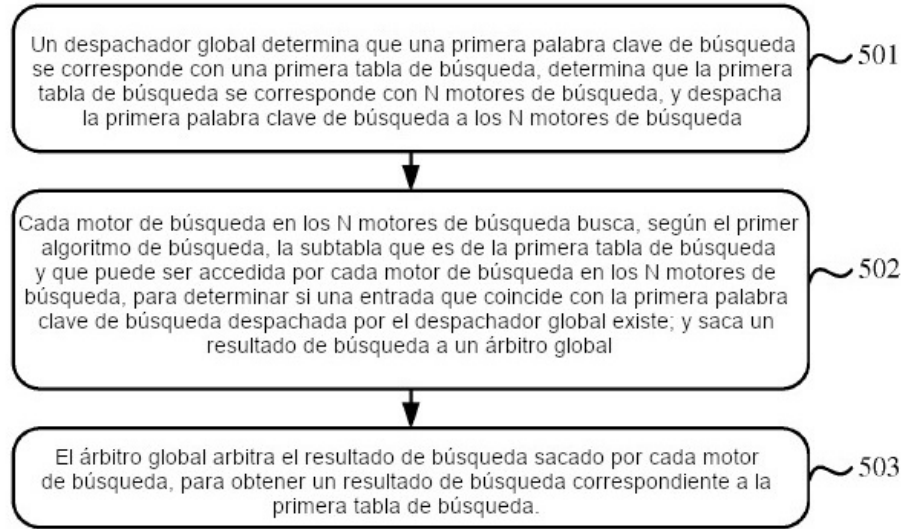 Un despachador global determina que una primera palabra clave de búsqueda
se corresponde con una primera tabla de búsqueda, determina que la primera
tabla de búsqueda se corresponde con N motores de búsqueda, y despacha
la primera palabra clave de búsqueda a los N motores de búsqueda
501
Cada motor de búsqueda en los N motores de búsqueda busca, según el primer
algoritmo de búsqueda, la subtabla que es de la primera tabla de búsqueda
y que puede ser accedida por cada motor de búsqueda en los N motores de
búsqueda, para determinar si una entrada que coincide con la primera palabra
clave de búsqueda despachada por el despachador global existe; y saca un
resultado de búsqueda a un árbitro global
502
El árbitro global arbitra el resultado de búsqueda sacado por cada motor
de búsqueda, para obtener un resultado de búsqueda correspondiente a la
primera tabla de búsqueda.
503